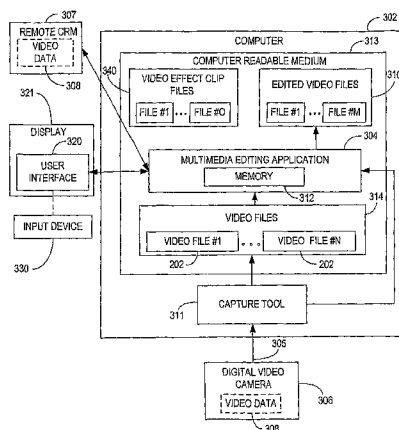 307
REMOTE CRM
VIDEO DATA
308
321
DISPLAY
320
USER INTERFACE
INPUT DEVICE
330
302
COMPUTER
313
COMPUTER READABLE MEDIUM
340
VIDEO EFFECT CLIP FILES
FILE #1 ... FILE #O
EDITED VIDEO FILES
310
FILE #1 ... FILE #M
304
MULTIMEDIA EDITING APPLICATION
MEMORY
312
314
VIDEO FILES
VIDEO FILE #1 ... VIDEO FILE #N
202 202
CAPTURE TOOL
311
305
DIGITAL VIDEO CAMERA
VIDEO DATA
306
308